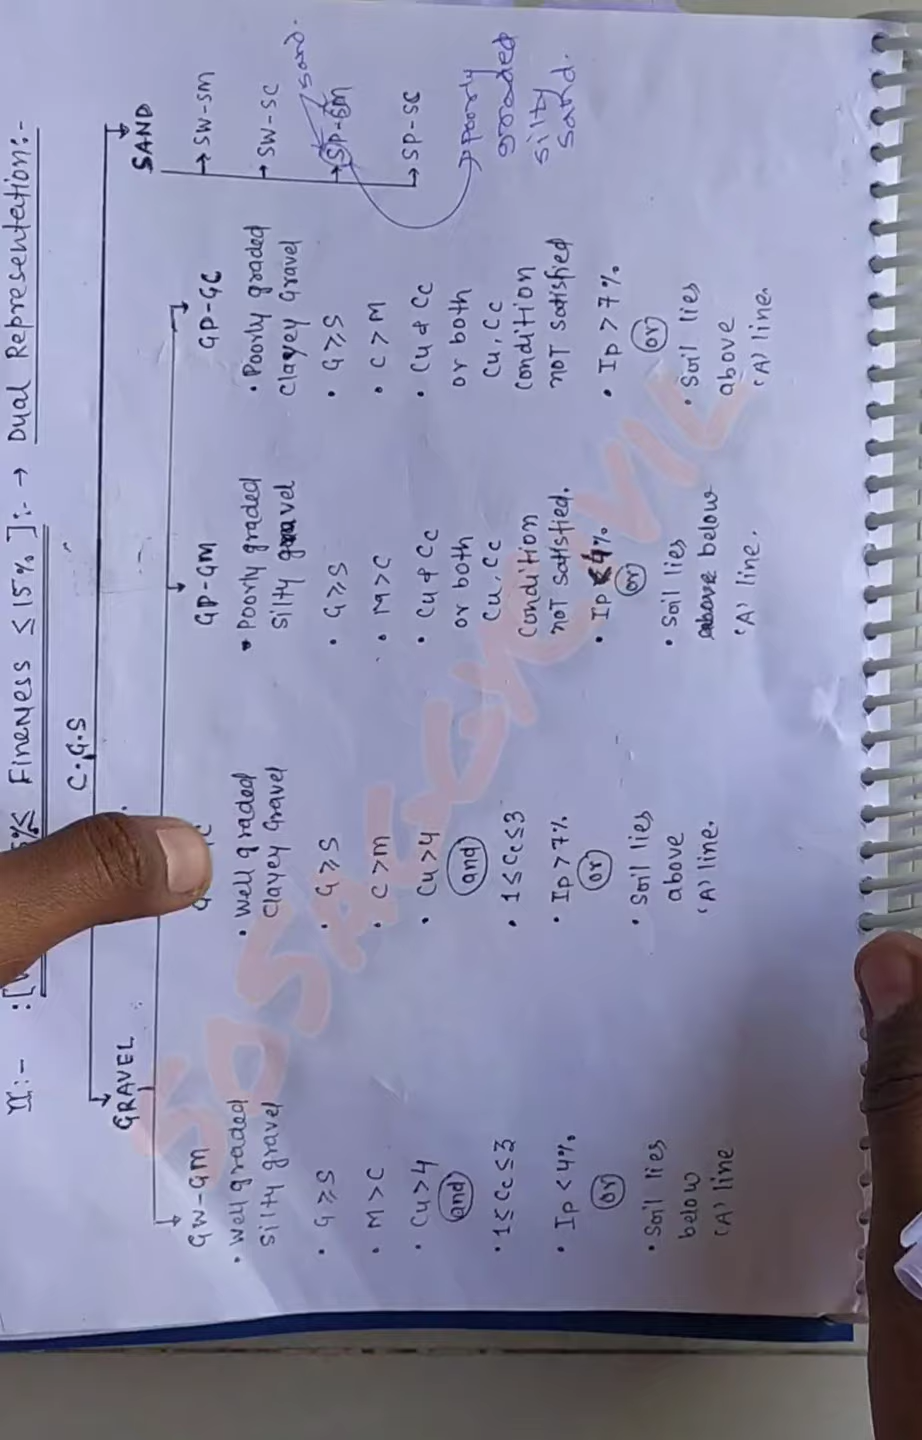 II:- :[ 5% ≤ Fineness ≤ 15% ]:- → Dual Representation:-
C.G.S
GRAVEL
SAND
GW-GM
• Well graded
silty gravel
• G ≥ S
• M > C
• Cu > 4
and
• 1 ≤ Cc ≤ 3
• Ip < 4%
or
• Soil lies
below
'A' line
• Well graded
Clayey Gravel
• G ≥ S
• C > m
• Cu > 4
and
• 1 ≤ Cc ≤ 3
• Ip > 7%
or
• Soil lies
above
'A' line.
GP-GM
• Poorly graded
Silty gravel
• G ≥ S
• M > C
• Cu & Cc
or both
Cu, Cc
Condition
not Satisfied.
• Ip < 4%
or
• Soil lies
below
'A' line.
GP-GC
• Poorly graded
Clayey Gravel
• G ≥ S
• C > M
• Cu & Cc
or both
Cu, Cc
Condition
not Satisfied
• Ip > 7%
or
• Soil lies
above
'A' line.
→ SW-SM
→ SW-SC
→ SP-GM
sand.
→ SP-SC
→ poorly
graded
silty
sand.